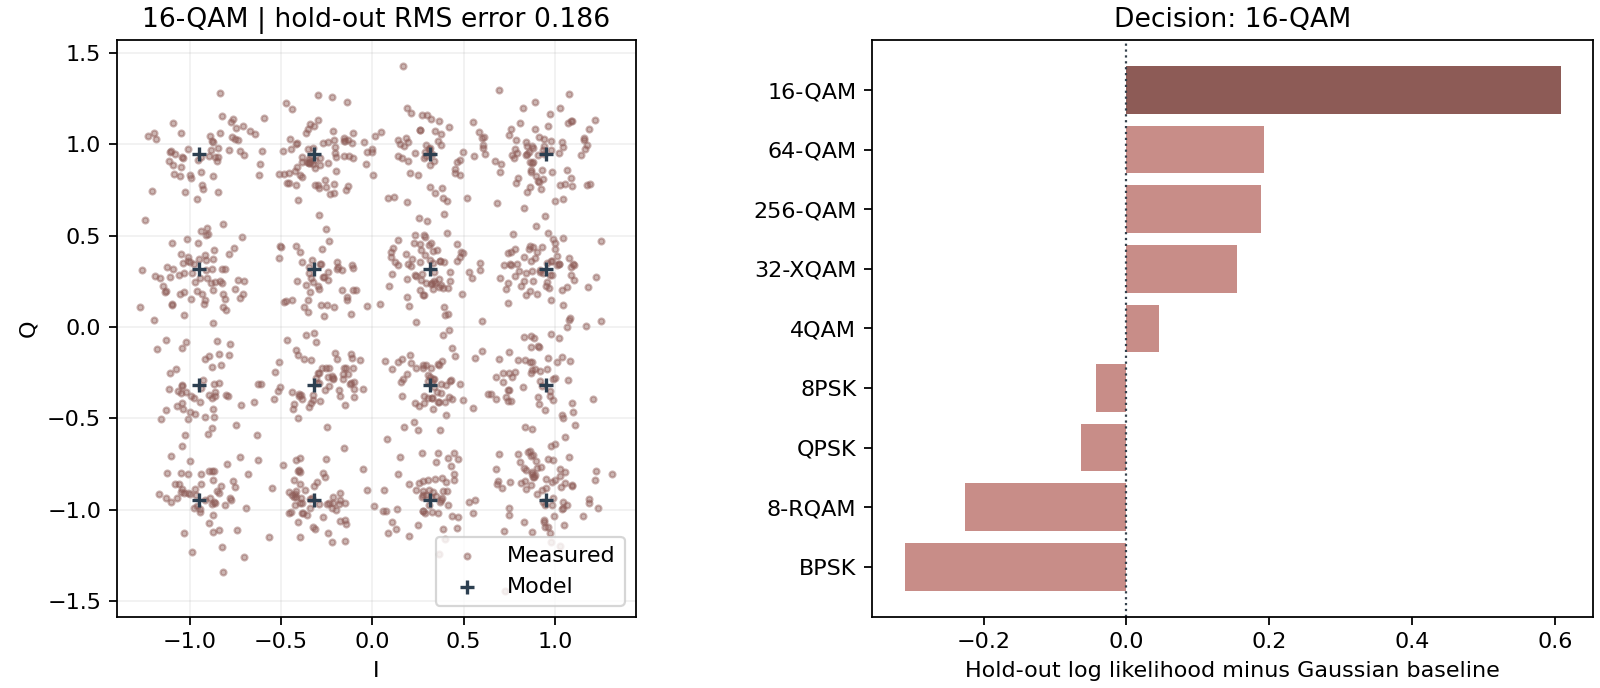 16-QAM | hold-out RMS error 0.186
1.5
1.0
0.5
0.0
−0.5
−1.0
−1.5
Q
−1.0
−0.5
0.0
0.5
1.0
I
Measured
Model
Decision: 16-QAM
16-QAM
64-QAM
256-QAM
32-XQAM
4QAM
8PSK
QPSK
8-RQAM
BPSK
−0.2
0.0
0.2
0.4
0.6
Hold-out log likelihood minus Gaussian baseline